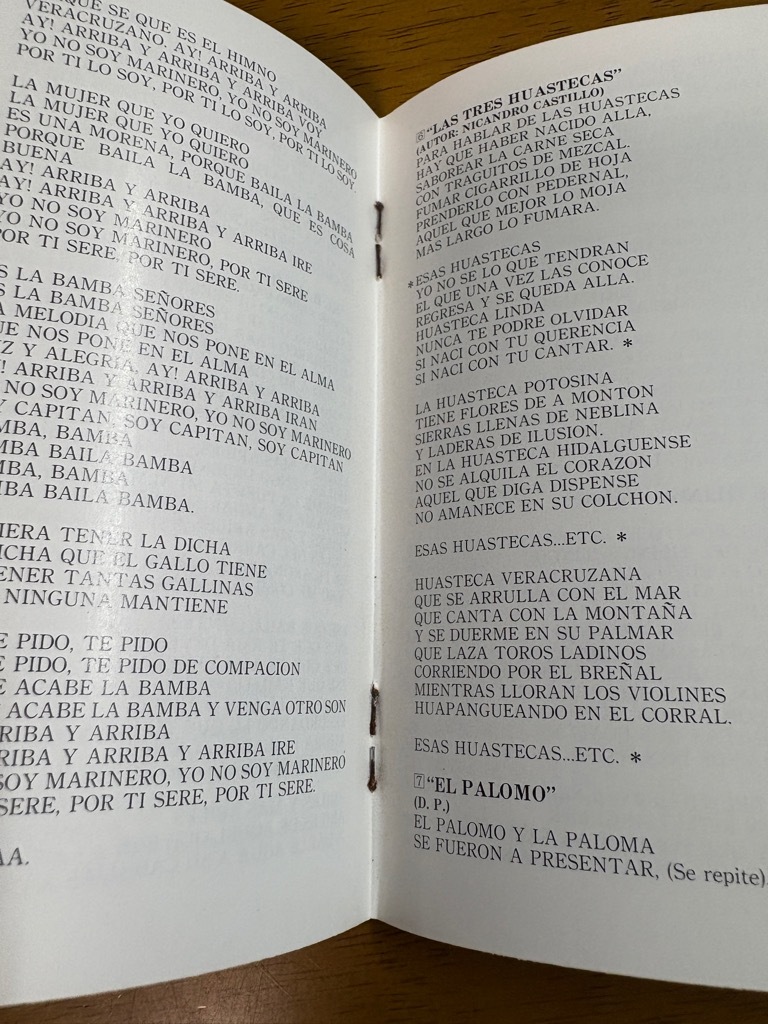 QUE SE QUE ES EL HIMNO
VERACRUZANO. AY! ARRIBA Y ARRIBA
AY! ARRIBA Y ARRIBA Y ARRIBA VOY
YO NO SOY MARINERO, YO NO SOY MARINERO
POR TI LO SOY, POR TI LO SOY, POR TI LO SOY.
LA MUJER QUE YO QUIERO
LA MUJER QUE YO QUIERO
ES UNA MORENA, PORQUE BAILA LA BAMBA
PORQUE BAILA LA BAMBA, QUE ES COSA
BUENA
AY! ARRIBA Y ARRIBA
AY! ARRIBA Y ARRIBA Y ARRIBA IRE
YO NO SOY MARINERO
YO NO SOY MARINERO, POR TI SERE
POR TI SERE, POR TI SERE.
S LA BAMBA SEÑORES
S LA BAMBA SEÑORES
A MELODIA QUE NOS PONE EN EL ALMA
UE NOS PONE EN EL ALMA
Z Y ALEGRIA, AY! ARRIBA Y ARRIBA
! ARRIBA Y ARRIBA Y ARRIBA IRAN
NO SOY MARINERO, YO NO SOY MARINERO
Y CAPITAN, SOY CAPITAN, SOY CAPITAN
MBA, BAMBA
MBA BAILA BAMBA
MBA, BAMBA
MBA BAILA BAMBA.
IERA TENER LA DICHA
ICHA QUE EL GALLO TIENE
ENER TANTAS GALLINAS
NINGUNA MANTIENE
E PIDO, TE PIDO
E PIDO, TE PIDO DE COMPACION
E ACABE LA BAMBA
ACABE LA BAMBA Y VENGA OTRO SON
RIBA Y ARRIBA
RIBA Y ARRIBA Y ARRIBA IRE
SOY MARINERO, YO NO SOY MARINERO
SERE, POR TI SERE, POR TI SERE.
AA.
6 "LAS TRES HUASTECAS"
(AUTOR: NICANDRO CASTILLO)
PARA HABLAR DE LAS HUASTECAS
HAY QUE HABER NACIDO ALLA,
SABOREAR LA CARNE SECA
CON TRAGUITOS DE MEZCAL.
FUMAR CIGARRILLO DE HOJA
PRENDERLO CON PEDERNAL,
AQUEL QUE MEJOR LO MOJA
MAS LARGO LO FUMARA.
*ESAS HUASTECAS
YO NO SE LO QUE TENDRAN
EL QUE UNA VEZ LAS CONOCE
REGRESA Y SE QUEDA ALLA.
HUASTECA LINDA
NUNCA TE PODRE OLVIDAR
SI NACI CON TU QUERENCIA
SI NACI CON TU CANTAR. *
LA HUASTECA POTOSINA
TIENE FLORES DE A MONTON
SIERRAS LLENAS DE NEBLINA
Y LADERAS DE ILUSION.
EN LA HUASTECA HIDALGUENSE
NO SE ALQUILA EL CORAZON
AQUEL QUE DIGA DISPENSE
NO AMANECE EN SU COLCHON.
ESAS HUASTECAS...ETC. *
HUASTECA VERACRUZANA
QUE SE ARRULLA CON EL MAR
QUE CANTA CON LA MONTAÑA
Y SE DUERME EN SU PALMAR
QUE LAZA TOROS LADINOS
CORRIENDO POR EL BREÑAL
MIENTRAS LLORAN LOS VIOLINES
HUAPANGUEANDO EN EL CORRAL.
ESAS HUASTECAS...ETC. *
7 "EL PALOMO"
(D. P.)
EL PALOMO Y LA PALOMA
SE FUERON A PRESENTAR, (Se repite).